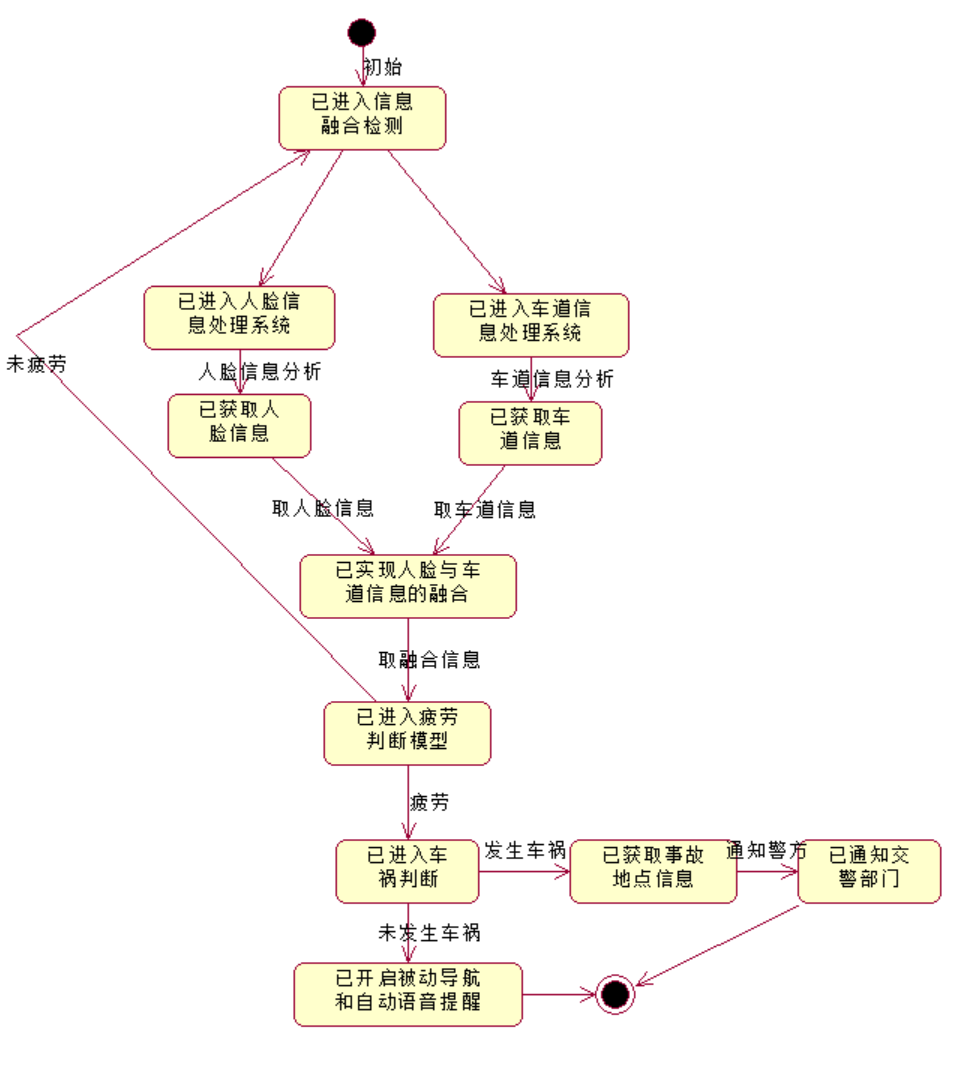 初始
已进入信息
融合检测
已进入人脸信
息处理系统
已进入车道信
息处理系统
未疲劳
人脸信息分析
车道信息分析
已获取人
脸信息
已获取车
道信息
取人脸信息
取车道信息
已实现人脸与车
道信息的融合
取融合信息
已进入疲劳
判断模型
疲劳
已进入车
祸判断
发生车祸
已获取事故
地点信息
通知警方
已通知交
警部门
未发生车祸
已开启被动导航
和自动语音提醒